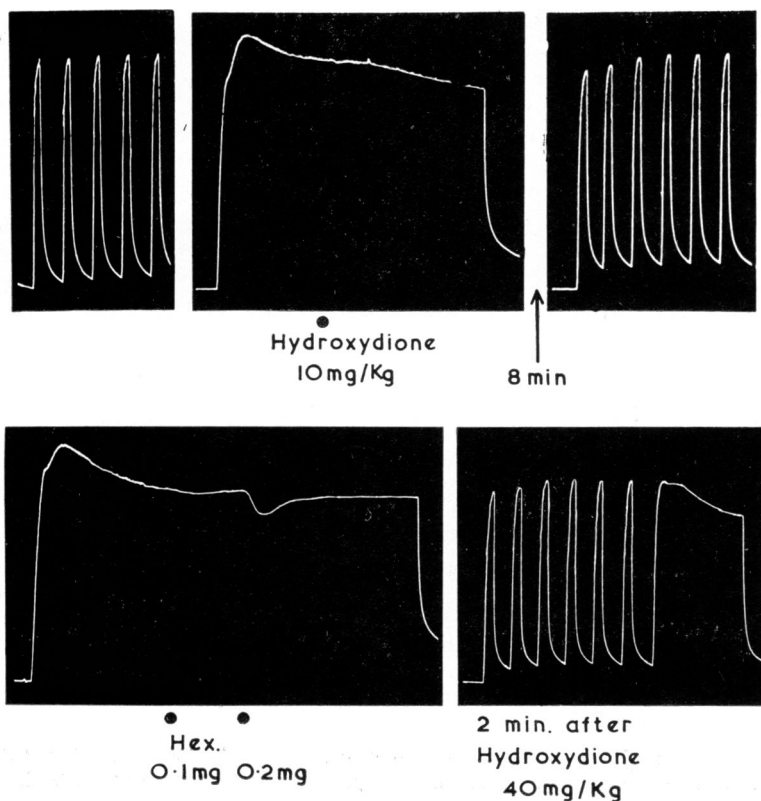 Hydroxydione
10mg/Kg
8 min
Hex.
0·1mg 0·2mg
2 min. after
Hydroxydione
40mg/Kg